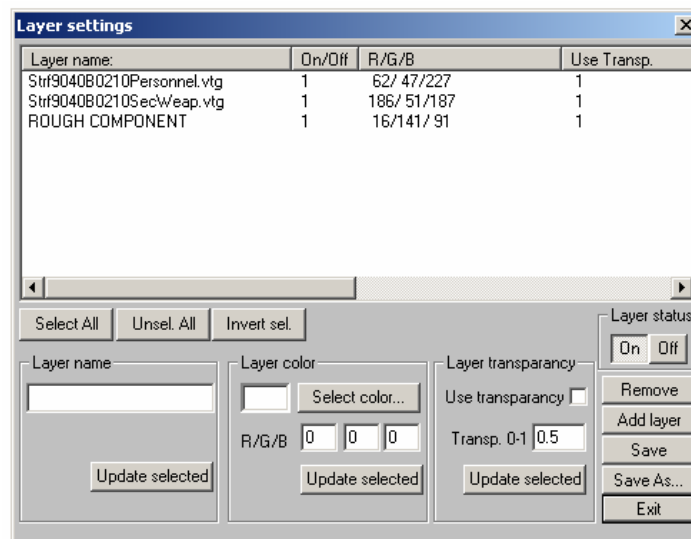 Layer settings
Layer name: On/Off R/G/B Use Transp.
Strf9040B0210Personnel.vtg 1 62/ 47/227 1
Strf9040B0210SecWeap.vtg 1 186/ 51/187 1
ROUGH COMPONENT 1 16/141/ 91 1
Select All Unsel. All Invert sel.
Layer status
On Off
Layer name
Update selected
Layer color
Select color...
R/G/B 0 0 0
Update selected
Layer transparancy
Use transparancy
Transp. 0-1 0.5
Update selected
Remove
Add layer
Save
Save As...
Exit